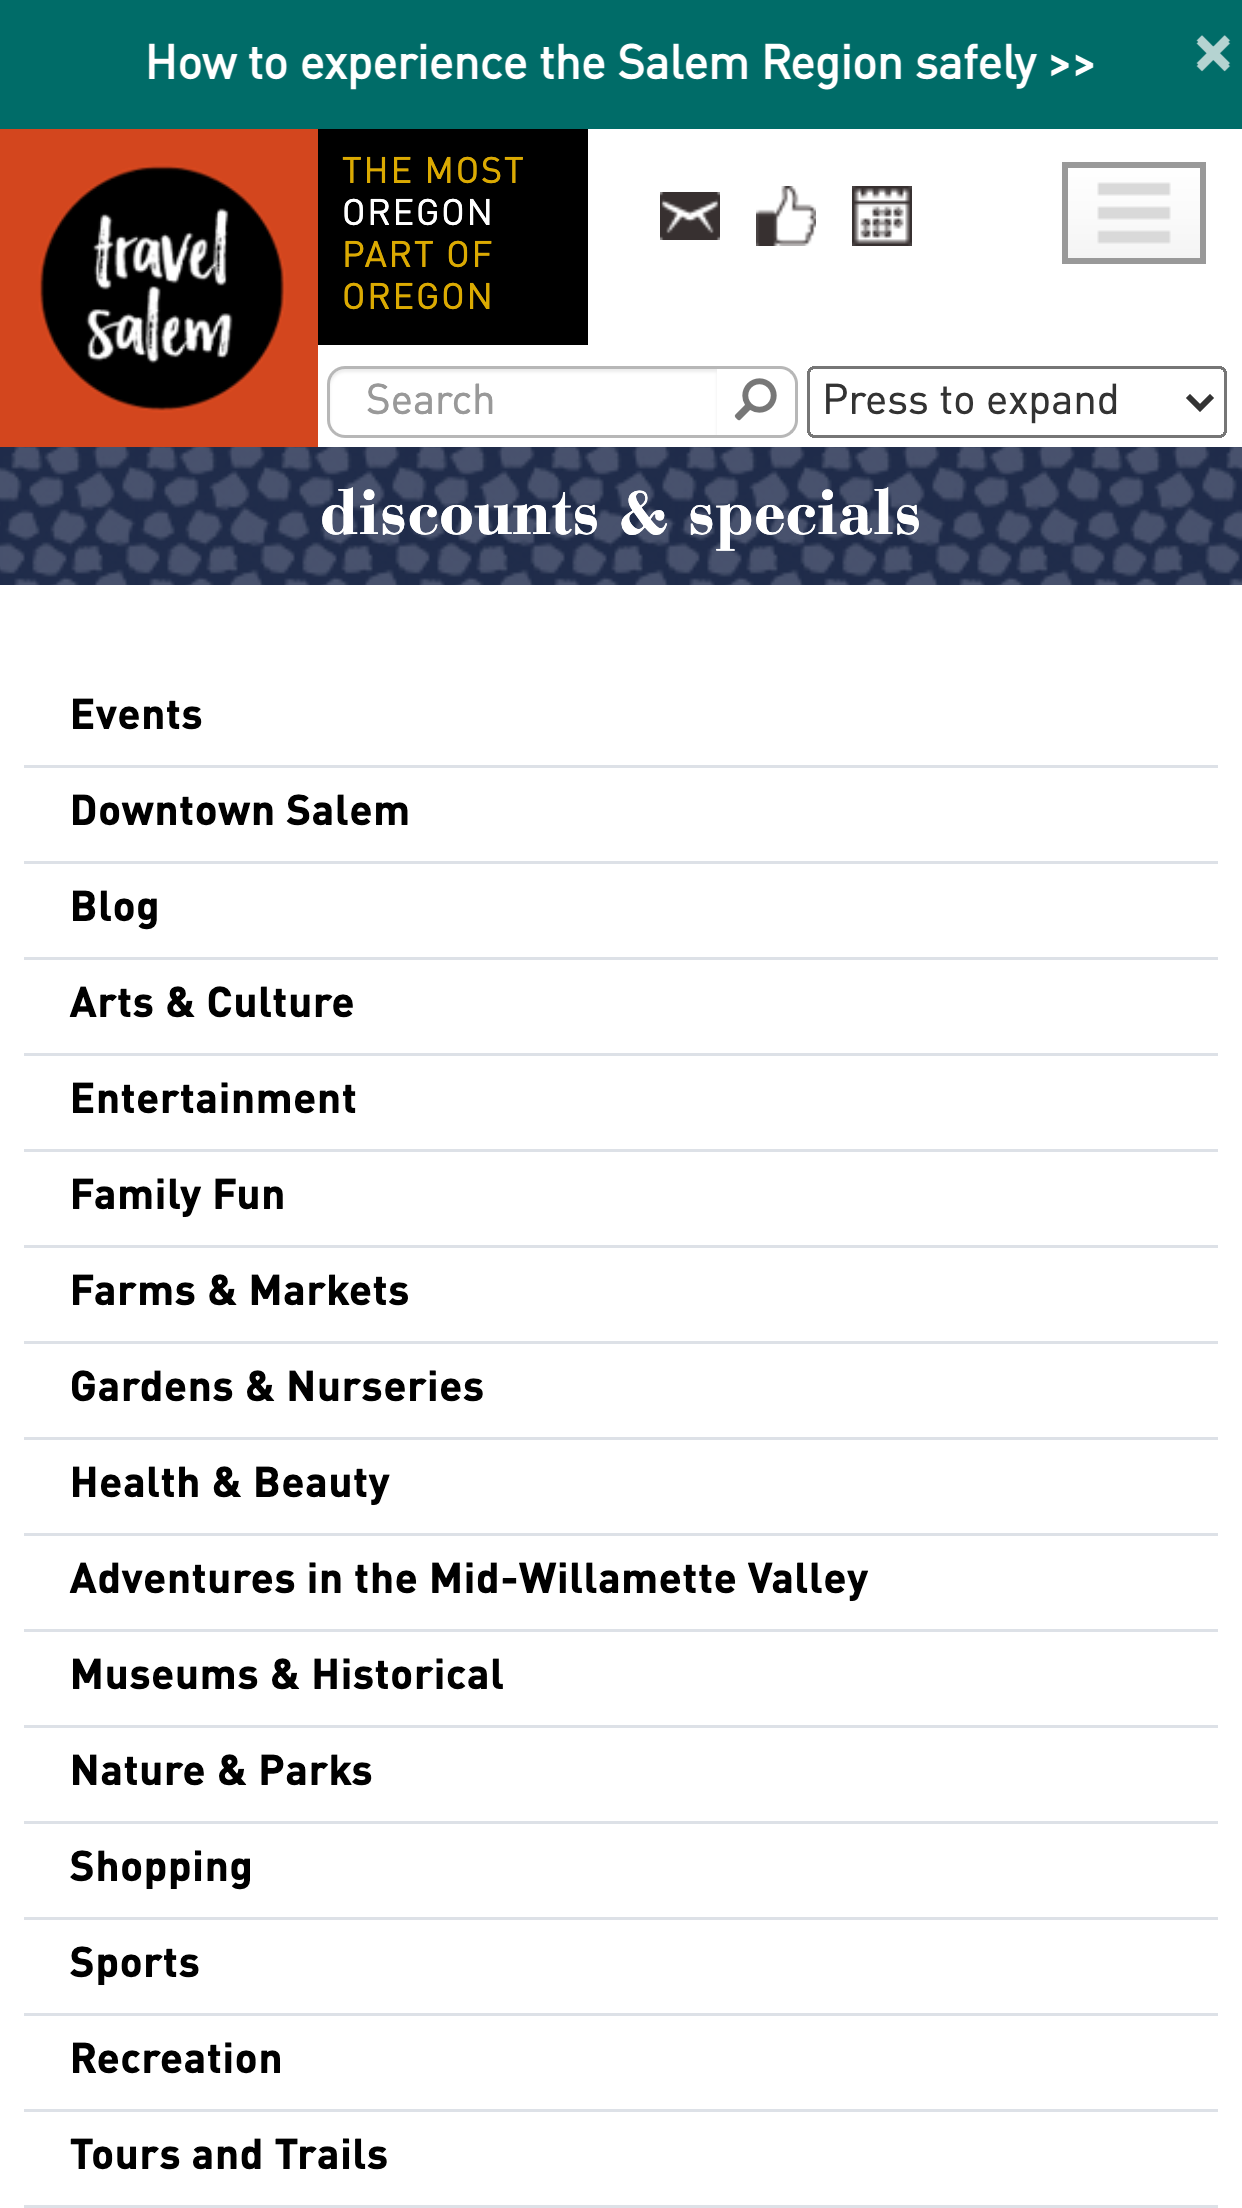 How to experience the Salem Region safely >>
travel
salem
THE MOST
OREGON
PART OF
OREGON
Search
Press to expand
discounts & specials
Events
Downtown Salem
Blog
Arts & Culture
Entertainment
Family Fun
Farms & Markets
Gardens & Nurseries
Health & Beauty
Adventures in the Mid-Willamette Valley
Museums & Historical
Nature & Parks
Shopping
Sports
Recreation
Tours and Trails